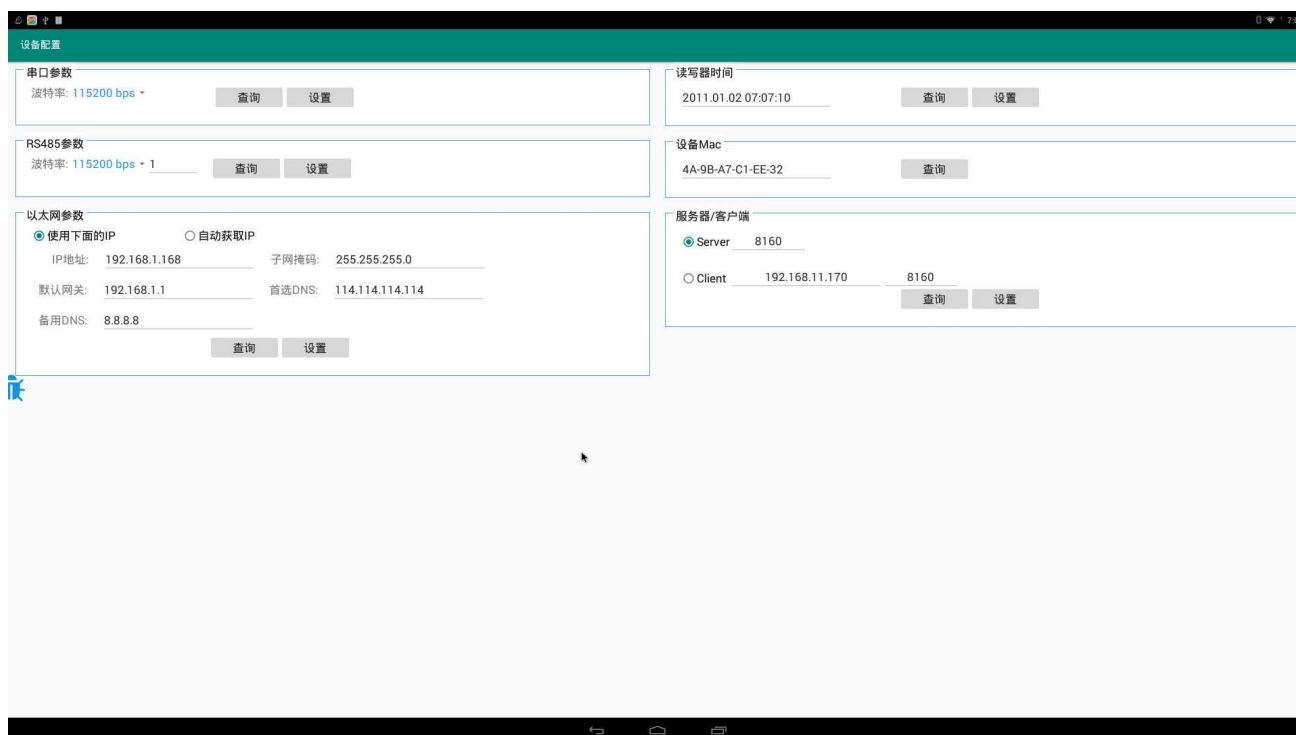 设备配置
串口参数
波特率: 115200 bps
查询
设置
RS485参数
波特率: 115200 bps 1
查询
设置
以太网参数
使用下面的IP
自动获取IP
IP地址: 192.168.1.168
子网掩码: 255.255.255.0
默认网关: 192.168.1.1
首选DNS: 114.114.114.114
备用DNS: 8.8.8.8
查询
设置
读写器时间
2011.01.02 07:07:10
查询
设置
设备Mac
4A-9B-A7-C1-EE-32
查询
服务器/客户端
Server 8160
Client 192.168.11.170 8160
查询
设置